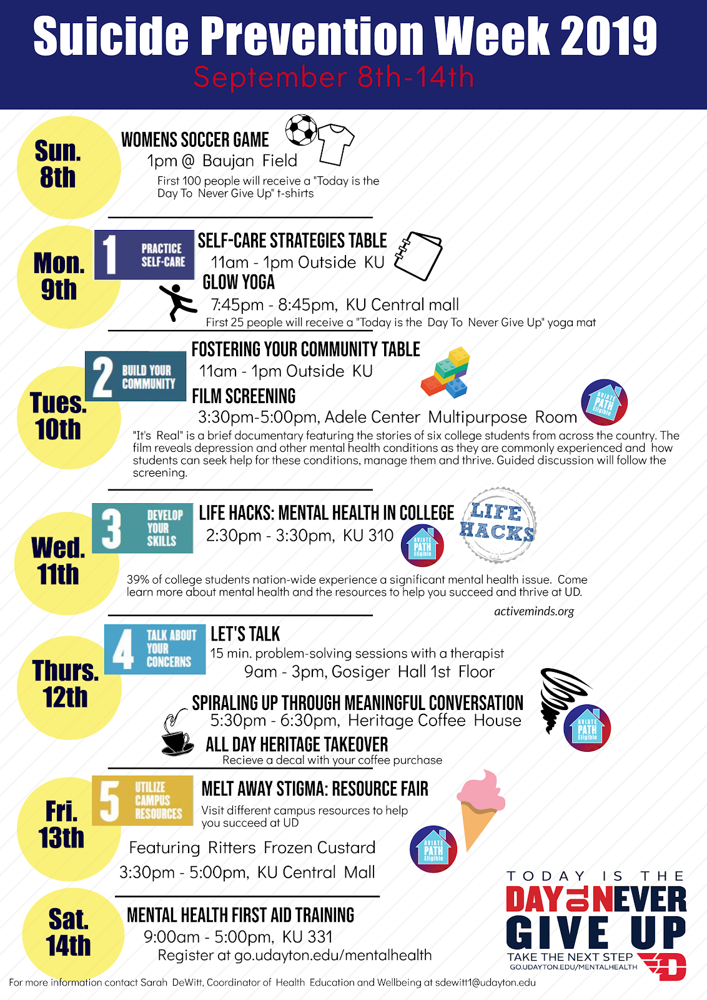 Suicide Prevention Week 2019
September 8th-14th
Sun.
8th
WOMENS SOCCER GAME
1pm @ Baujan Field
First 100 people will receive a "Today is the
Day To Never Give Up" t-shirts
Mon.
9th
1
PRACTICE
SELF-CARE
SELF-CARE STRATEGIES TABLE
11am - 1pm Outside KU
GLOW YOGA
7:45pm - 8:45pm, KU Central mall
First 25 people will receive a "Today is the Day To Never Give Up" yoga mat
Tues.
10th
2
BUILD YOUR
COMMUNITY
FOSTERING YOUR COMMUNITY TABLE
11am - 1pm Outside KU
FILM SCREENING
3:30pm-5:00pm, Adele Center Multipurpose Room
AVIATE
PATH
Eligible
"It's Real" is a brief documentary featuring the stories of six college students from across the country. The
film reveals depression and other mental health conditions as they are commonly experienced and how
students can seek help for these conditions, manage them and thrive. Guided discussion will follow the
screening.
Wed.
11th
3
DEVELOP
YOUR
SKILLS
LIFE HACKS: MENTAL HEALTH IN COLLEGE
2:30pm - 3:30pm, KU 310
AVIATE
PATH
Eligible
LIFE
HACKS
39% of college students nation-wide experience a significant mental health issue. Come
learn more about mental health and the resources to help you succeed and thrive at UD.
activeminds.org
Thurs.
12th
4
TALK ABOUT
YOUR
CONCERNS
LET'S TALK
15 min. problem-solving sessions with a therapist
9am - 3pm, Gosiger Hall 1st Floor
SPIRALING UP THROUGH MEANINGFUL CONVERSATION
5:30pm - 6:30pm, Heritage Coffee House
AVIATE
PATH
Eligible
ALL DAY HERITAGE TAKEOVER
Recieve a decal with your coffee purchase
Fri.
13th
5
UTILIZE
CAMPUS
RESOURCES
MELT AWAY STIGMA: RESOURCE FAIR
Visit different campus resources to help
you succeed at UD
Featuring Ritters Frozen Custard
3:30pm - 5:00pm, KU Central Mall
AVIATE
PATH
Eligible
Sat.
14th
MENTAL HEALTH FIRST AID TRAINING
9:00am - 5:00pm, KU 331
Register at go.udayton.edu/mentalhealth
TODAY IS THE
DAY TO NEVER
GIVE UP
TAKE THE NEXT STEP
GO.UDAYTON.EDU/MENTALHEALTH
D
For more information contact Sarah DeWitt, Coordinator of Health Education and Wellbeing at sdewitt1@udayton.edu